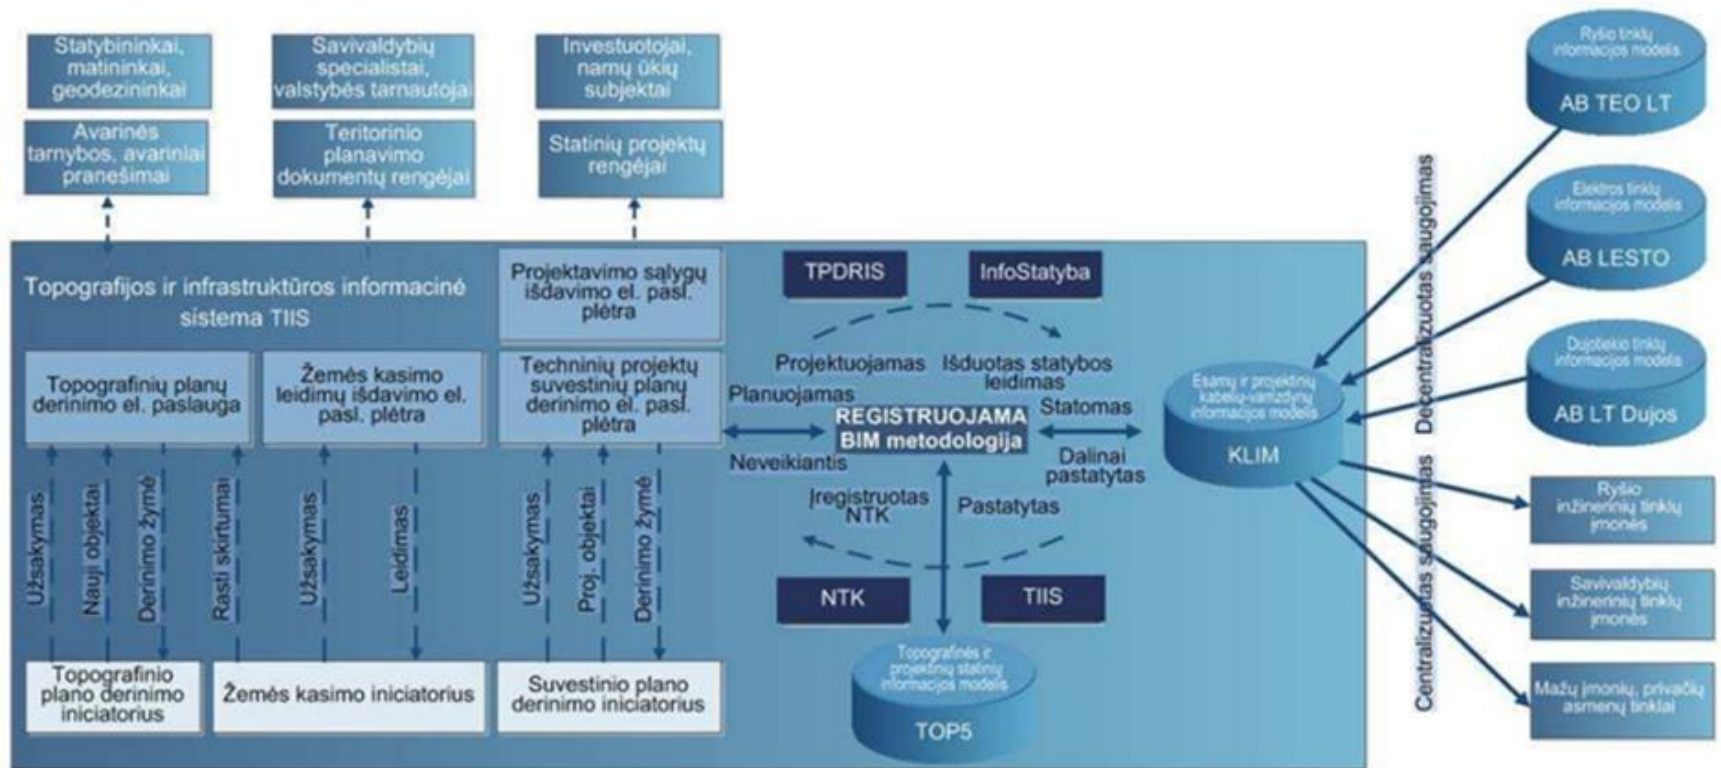 Statybininkai,
matininkai,
geodezininkai
Savivaldybių
specialistai,
valstybės tarnautojai
Investuotojai,
namų ūkių
subjektai
Avarinės
tarnybos, avariniai
pranešimai
Teritorinio
planavimo
dokumentų rengėjai
Statinių projektų
rengėjai
Topografijos ir infrastruktūros informacinė
sistema TIIS
Projektavimo sąlygų
išdavimo el. pasl.
plėtra
Topografinių planų
derinimo el. paslauga
Žemės kasimo
leidimų išdavimo el.
pasl. plėtra
Techninių projektų
suvestinių planų
derinimo el. pasl.
plėtra
Užsakymas
Nauji objektai
Derinimo žymė
Rasti skirtumai
Užsakymas
Leidimas
Užsakymas
Proj. objektai
Derinimo žymė
Topografinio
plano derinimo
iniciatorius
Žemės kasimo iniciatorius
Suvestinio plano
derinimo iniciatorius
TPDRIS
InfoStatyba
Projektuojamas
Išduotas statybos
leidimas
Planuojamas
Statomas
REGISTRUOJAMA
BIM metodologija
Neveikiantis
Dalinai
pastatytas
Įregistruotas
NTK
Pastatytas
NTK
TIIS
Topografinės ir
projektinių statinių
informacijos modelis
TOP5
Esamų ir projektinių
kabelių-vamzdynų
informacijos modelis
KLIM
Decentralizuotas saugojimas
Centralizuotas saugojimas
Ryšio tinklų
informacijos modelis
AB TEO LT
Elektros tinklų
informacijos modelis
AB LESTO
Dujotiekio tinklų
informacijos modelis
AB LT Dujos
Ryšio
inžinerinių tinklų
įmonės
Savivaldybių
inžinerinių tinklų
įmonės
Mažų įmonių, privačių
asmenų tinklai